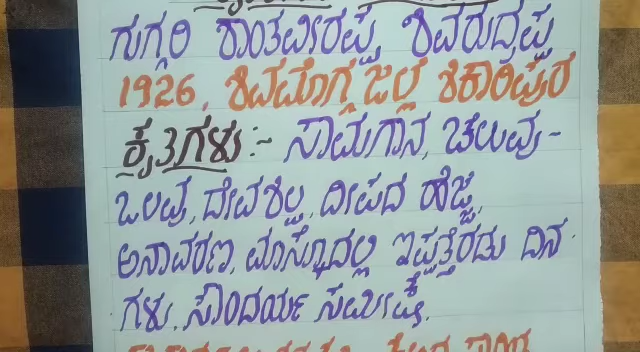 ಗುಗ್ಗರಿ ಶಾಂತವೀರಪ್ಪ ಶಿವರುದ್ರಪ್ಪ
1926, ಶಿವಮೊಗ್ಗ ಜಿಲ್ಲೆ ಶಿಕಾರಿಪುರ
ಕೃತಿಗಳು:- ಸಾಮಗಾನ, ಚೆಲುವು-
ಒಲವು, ದೇವಶಿಲ್ಪ, ದೀಪದ ಹೆಜ್ಜೆ,
ಅನಾವರಣ, ಮಾಸ್ಕೋದಲ್ಲಿ ಇಪ್ಪತ್ತೆರಡು ದಿನ
ಗಳು. ಸೌಂದರ್ಯ ಸಮೀಕ್ಷೆ.